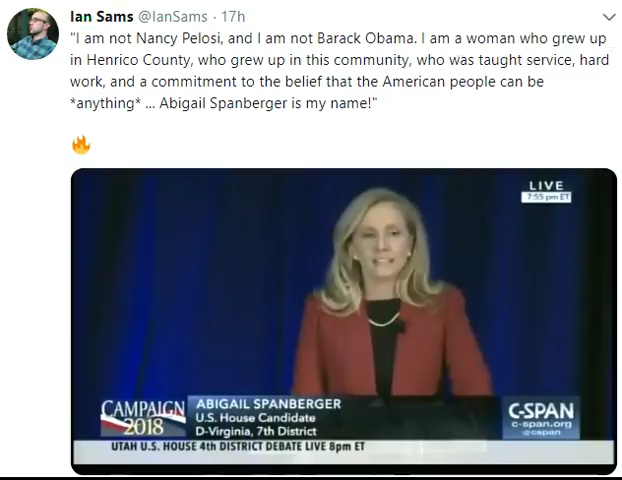 Ian Sams @IanSams · 17h
"I am not Nancy Pelosi, and I am not Barack Obama. I am a woman who grew up
in Henrico County, who grew up in this community, who was taught service, hard
work, and a commitment to the belief that the American people can be
*anything* ... Abigail Spanberger is my name!"
LIVE
7:55 pm ET
CAMPAIGN
2018
ABIGAIL SPANBERGER
U.S. House Candidate
D-Virginia, 7th District
C-SPAN
c-span.org
@cspan
UTAH U.S. HOUSE 4th DISTRICT DEBATE LIVE 8pm ET